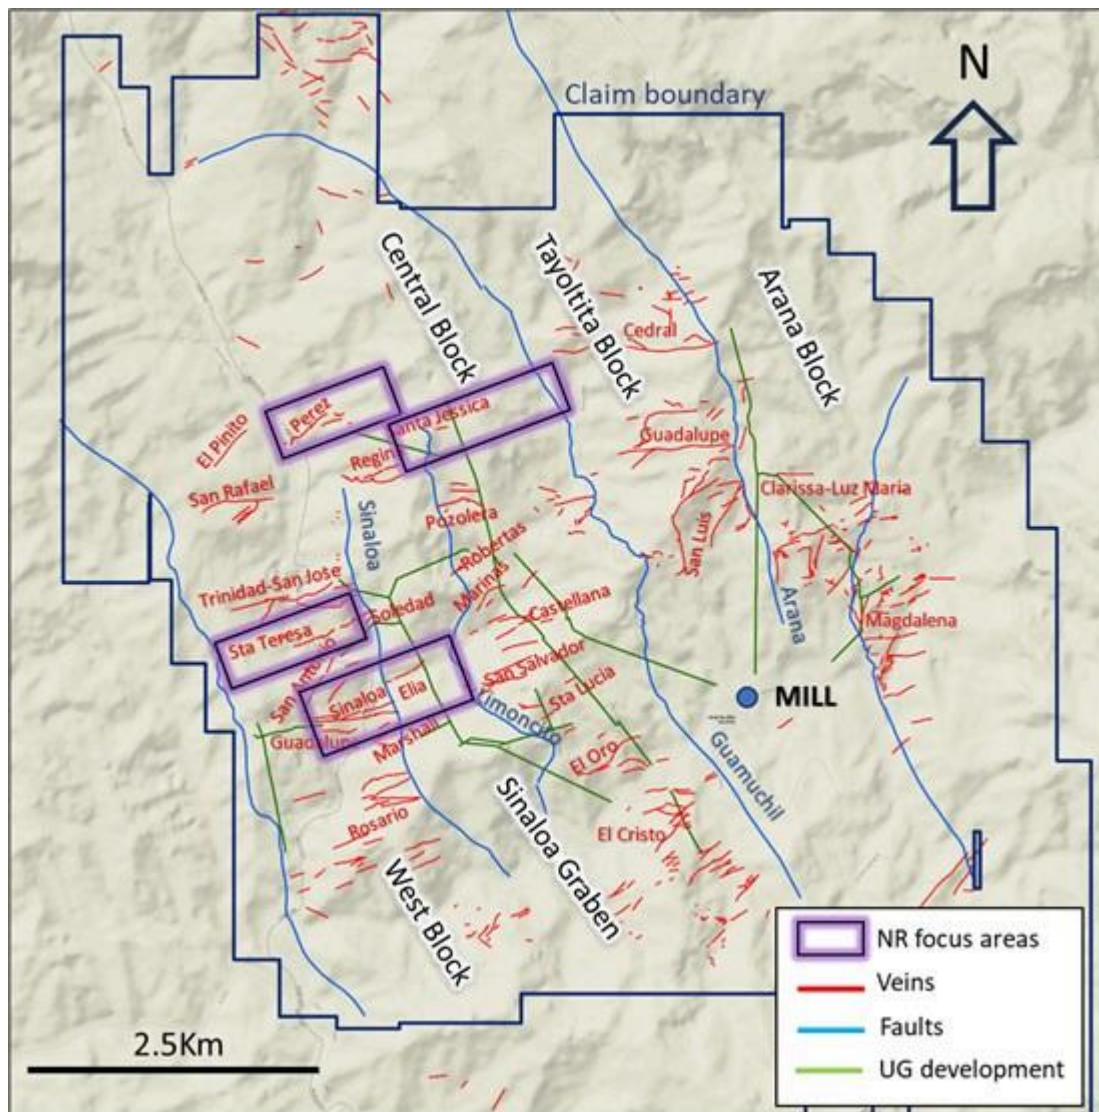 N
Claim boundary
Central Block
Tayoltita Block
Arana Block
Cedral
Perez
anta Jessica
El Pinito
Guadalupe
Regin
San Rafael
Clarissa-Luz Maria
Sinaloa
Pozolera
San Luis
Robertas
Trinidad-San Jose
Marinas
Soledad
Castellana
Arana
Magdalena
Sta Teresa
San Antonio
San Salvador
Sinaloa
Elia
Sta Lucia
MILL
Limoncito
Guadalupe
Marshall
El Oro
Guamuchil
Sinaloa Graben
Rosario
El Cristo
West Block
NR focus areas
Veins
Faults
UG development
2.5Km